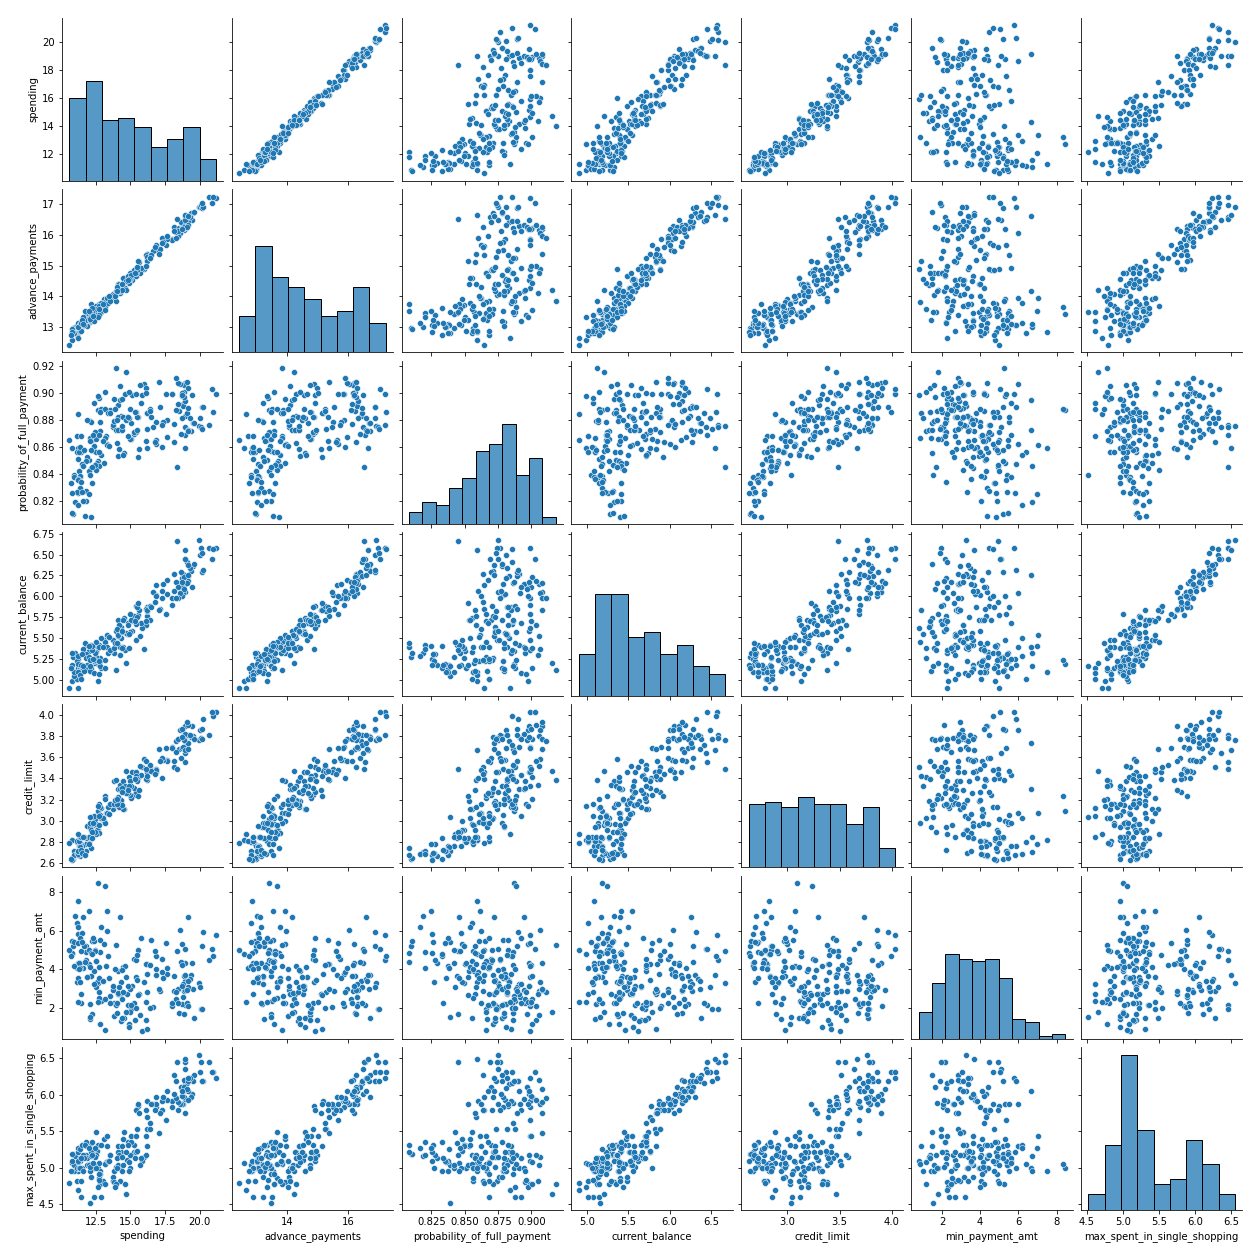 20
18
16
14
12
spending
17
16
15
14
13
advance_payments
0.92
0.90
0.88
0.86
0.84
0.82
probability_of_full_payment
6.75
6.50
6.25
6.00
5.75
5.50
5.25
5.00
current_balance
4.0
3.8
3.6
3.4
3.2
3.0
2.8
2.6
credit_limit
8
6
4
2
min_payment_amt
6.5
6.0
5.5
5.0
4.5
max_spent_in_single_shopping
12.5 15.0 17.5 20.0
spending
14 16
advance_payments
0.825 0.850 0.875 0.900
probability_of_full_payment
5.0 5.5 6.0 6.5
current_balance
3.0 3.5 4.0
credit_limit
2 4 6 8
min_payment_amt
4.5 5.0 5.5 6.0 6.5
max_spent_in_single_shopping